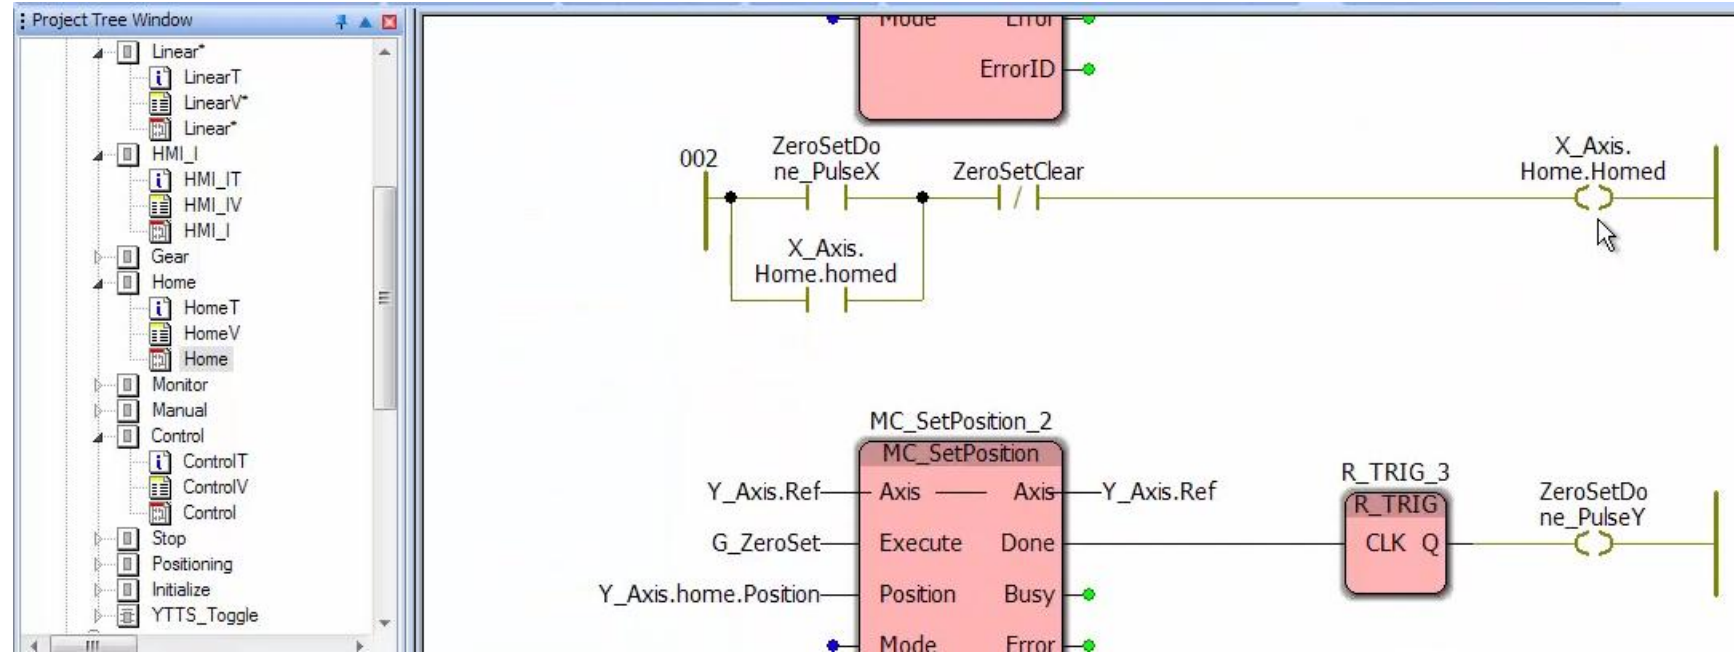 Project Tree Window
Linear*
LinearT
LinearV*
Linear*
HMI_I
HMI_IT
HMI_IV
HMI_I
Gear
Home
HomeT
HomeV
Home
Monitor
Manual
Control
ControlT
ControlV
Control
Stop
Positioning
Initialize
YTTS_Toggle
Mode Error
ErrorID
002
ZeroSetDo
ne_PulseX
ZeroSetClear
X_Axis.
Home.Homed
X_Axis.
Home.homed
MC_SetPosition_2
MC_SetPosition
Y_Axis.Ref Axis Axis Y_Axis.Ref
G_ZeroSet Execute Done
Y_Axis.home.Position Position Busy
Mode Error
R_TRIG_3
R_TRIG
CLK Q
ZeroSetDo
ne_PulseY